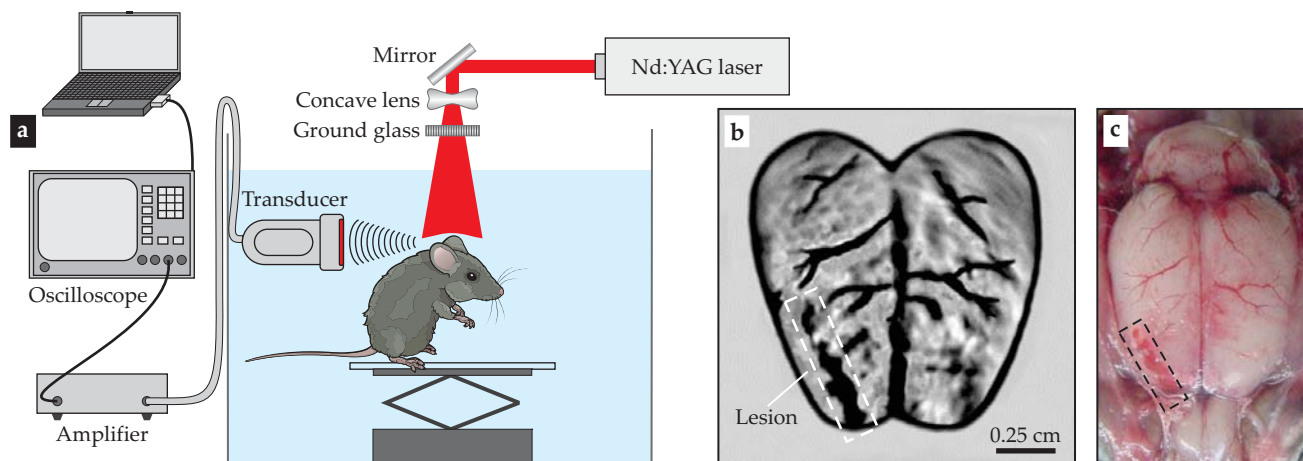 a
Mirror
Nd:YAG laser
Concave lens
Ground glass
Transducer
Oscilloscope
Amplifier
b
Lesion
0.25 cm
c